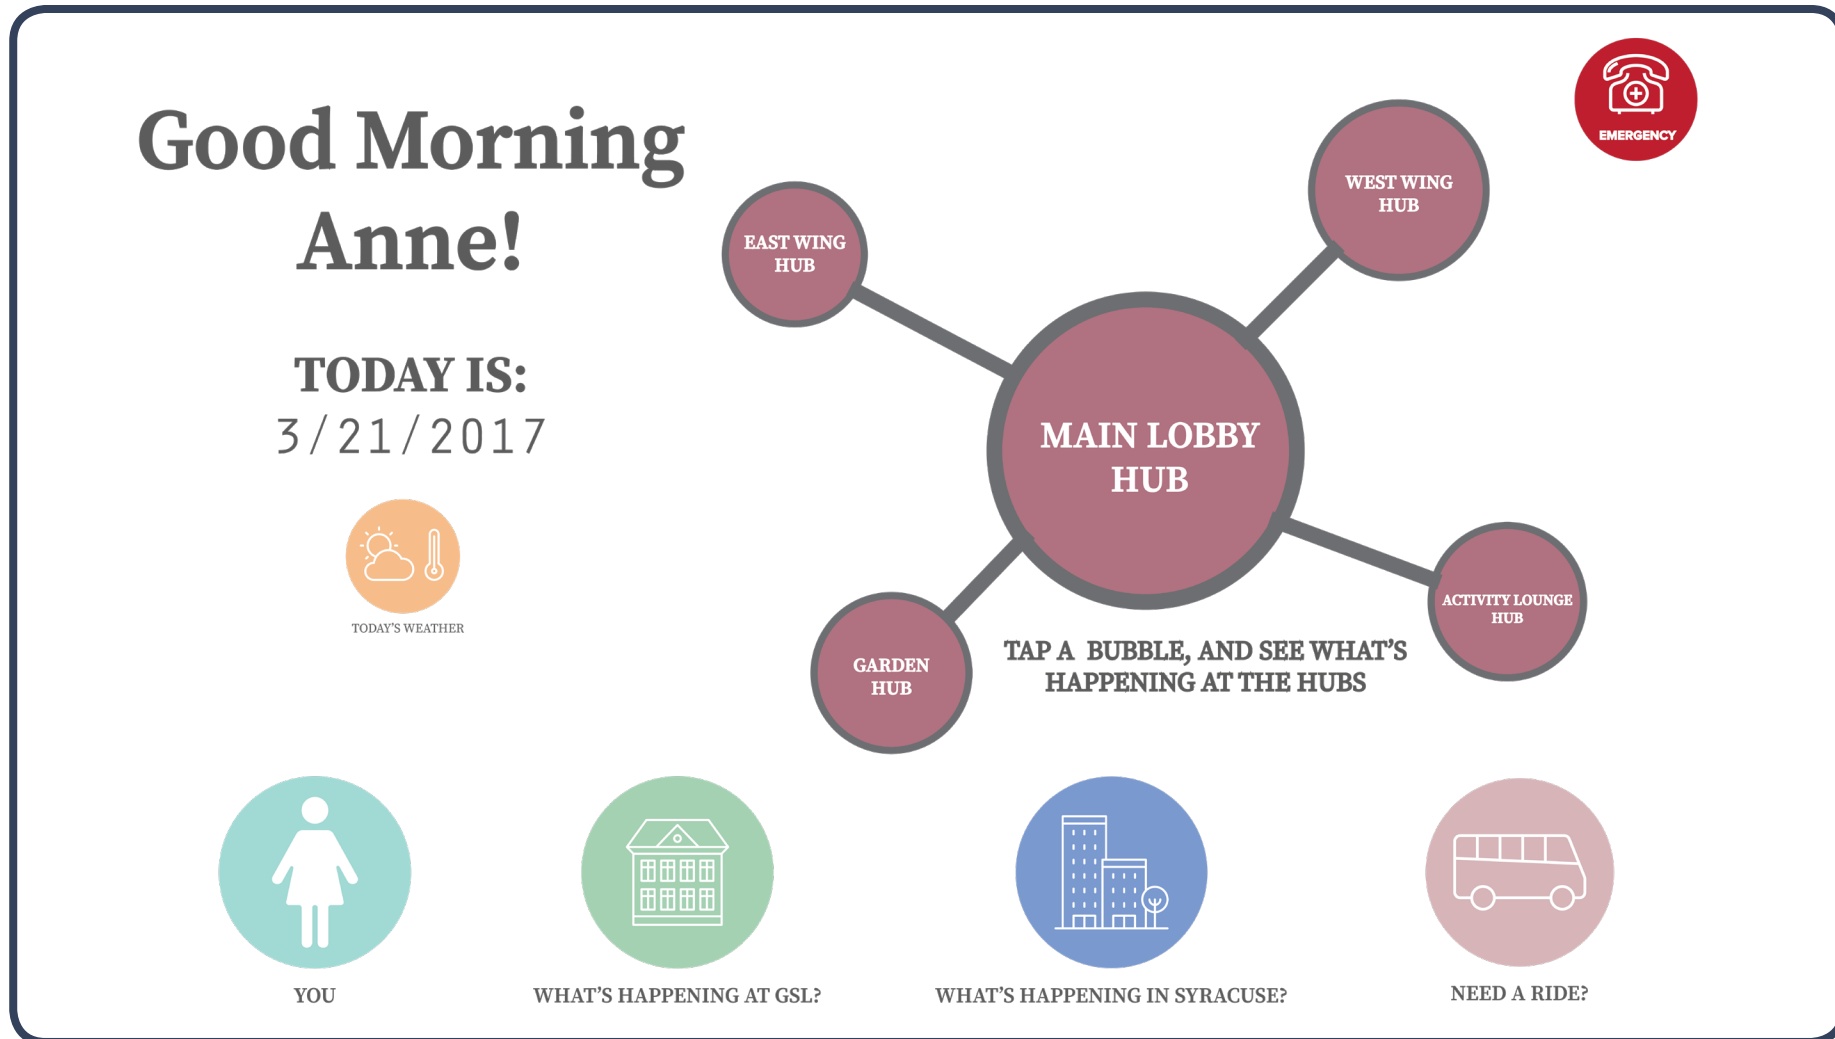 Good Morning
Anne!
TODAY IS:
3/21/2017
TODAY'S WEATHER
EMERGENCY
EAST WING
HUB
WEST WING
HUB
MAIN LOBBY
HUB
ACTIVITY LOUNGE
HUB
GARDEN
HUB
TAP A  BUBBLE, AND SEE WHAT'S
HAPPENING AT THE HUBS
YOU
WHAT'S HAPPENING AT GSL?
WHAT'S HAPPENING IN SYRACUSE?
NEED A RIDE?